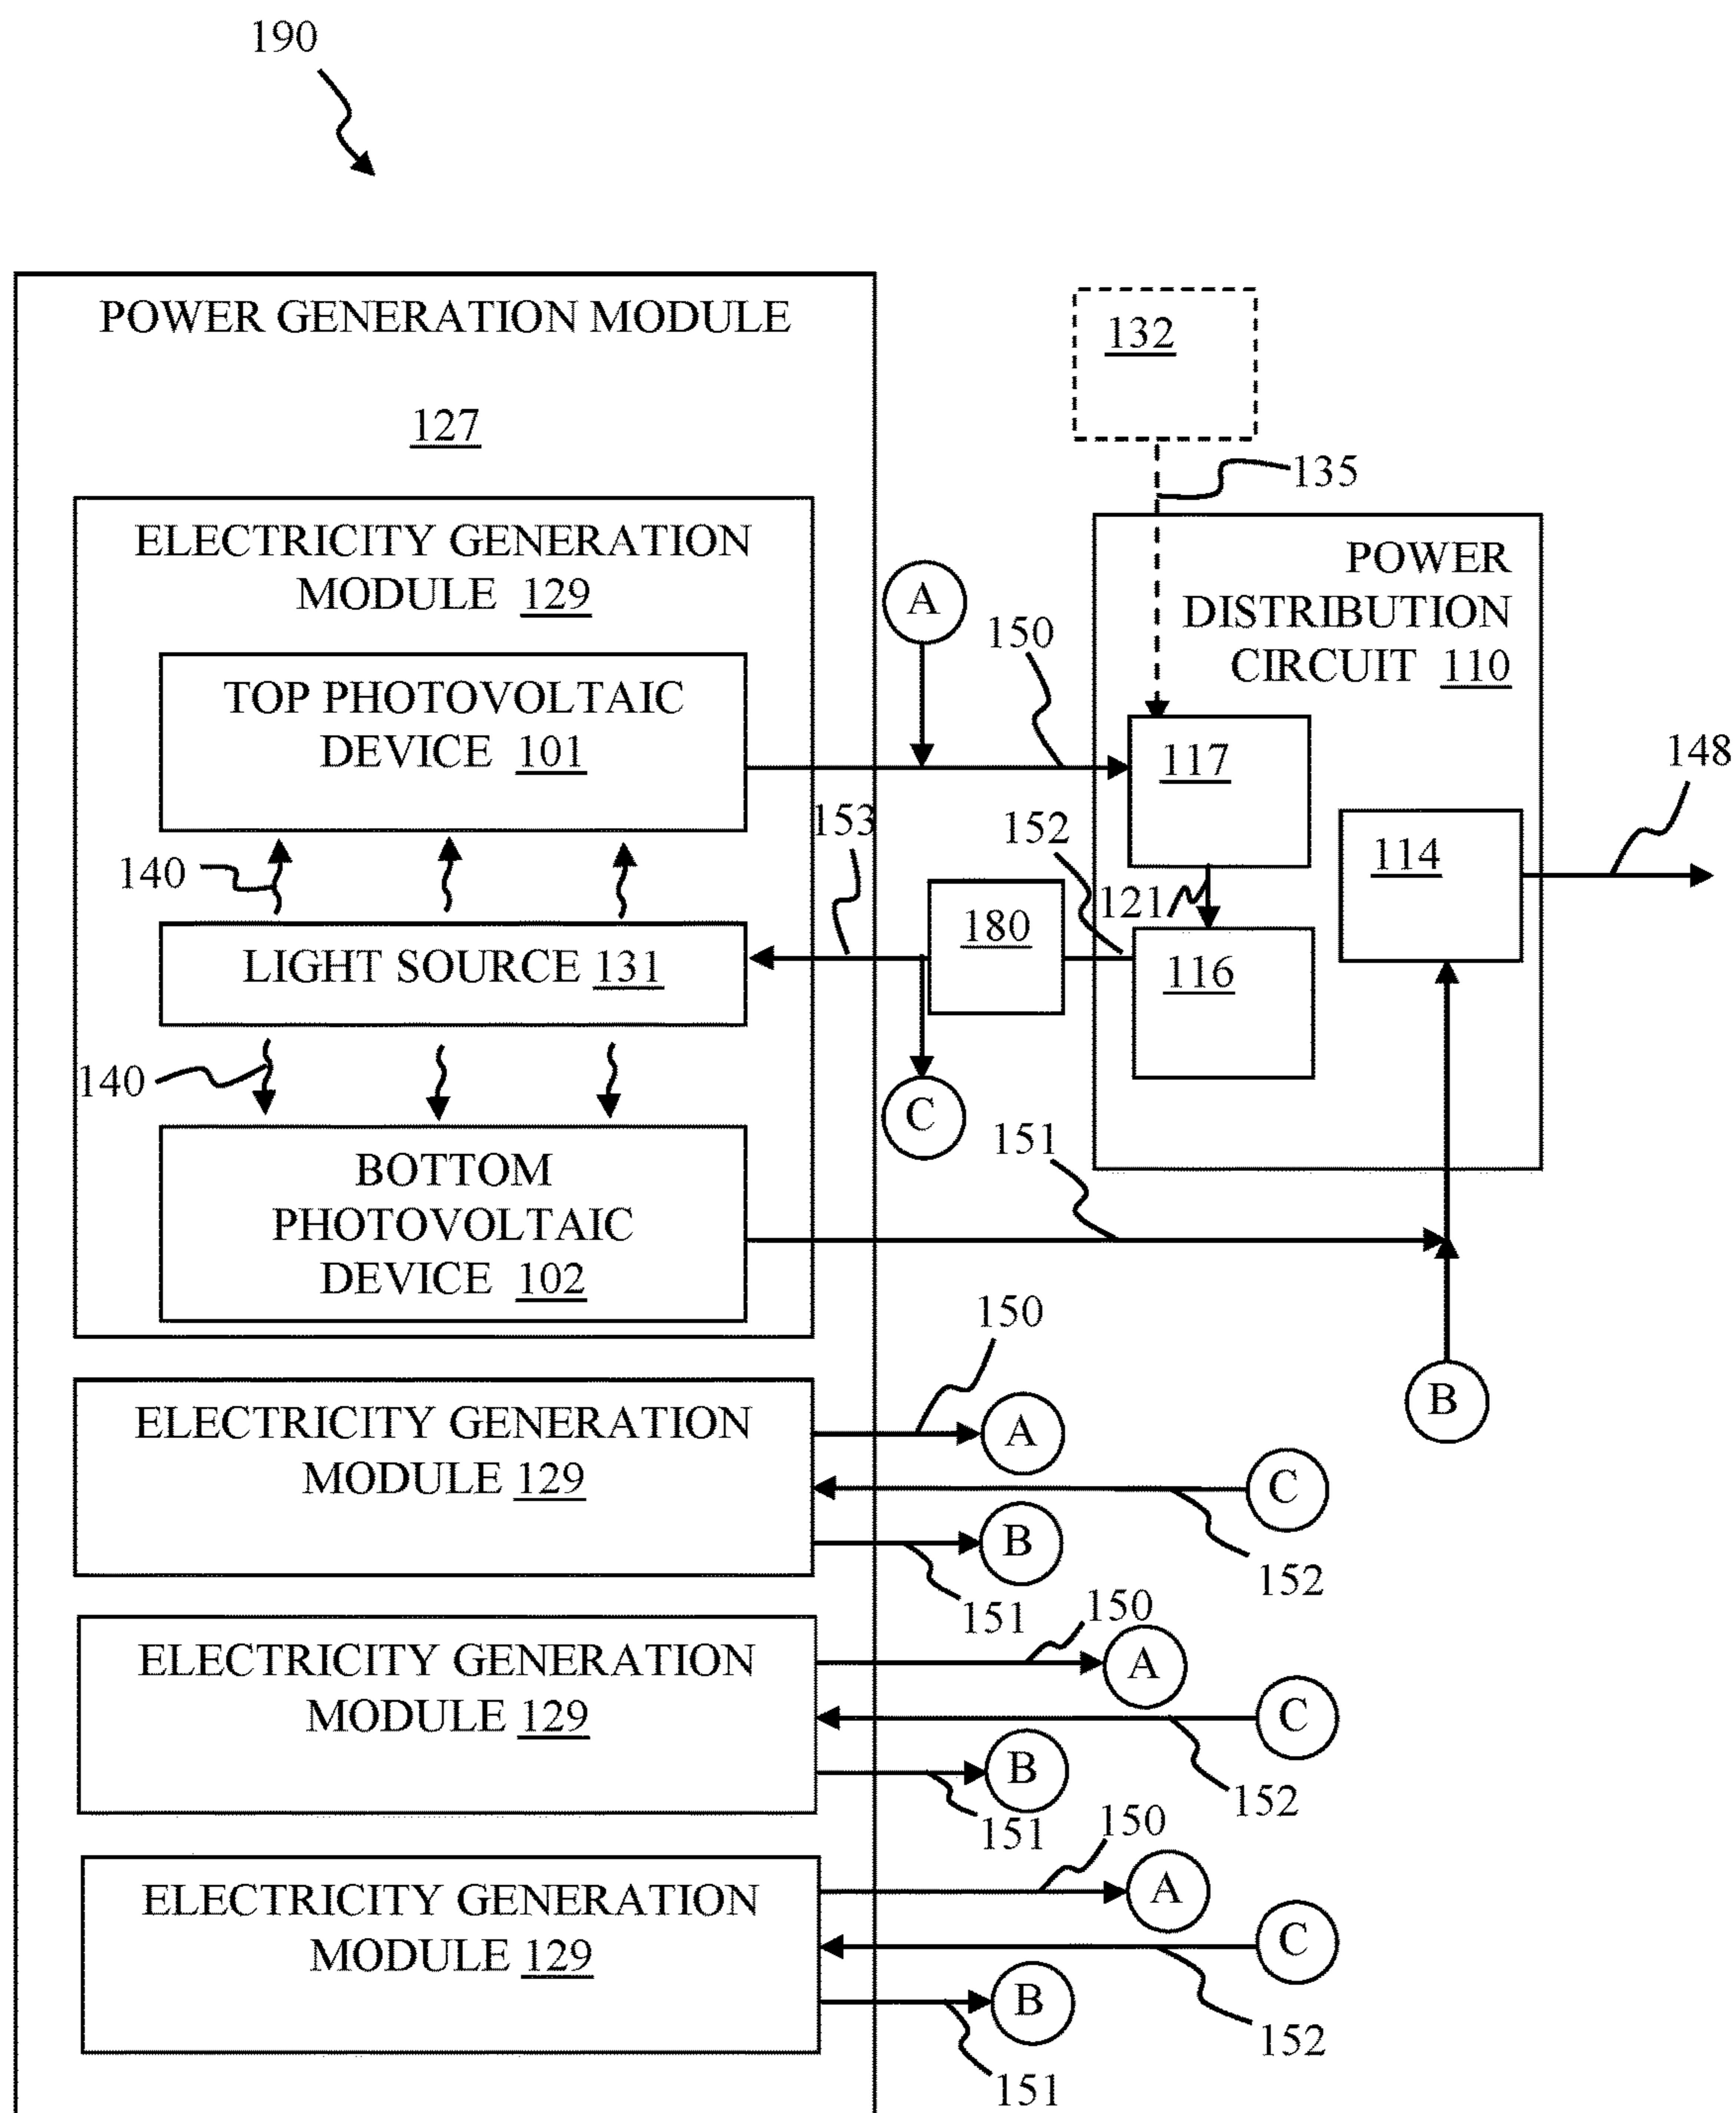 190
POWER GENERATION MODULE
127
132
135
ELECTRICITY GENERATION
MODULE 129
POWER
DISTRIBUTION
CIRCUIT 110
A
150
TOP PHOTOVOLTAIC
DEVICE 101
117
148
153
152
114
140
121
180
LIGHT SOURCE 131
116
140
C
151
BOTTOM
PHOTOVOLTAIC
DEVICE 102
150
B
ELECTRICITY GENERATION
MODULE 129
A
C
B
152
151
150
ELECTRICITY GENERATION
MODULE 129
A
C
B
152
151
150
ELECTRICITY GENERATION
MODULE 129
A
C
B
152
151